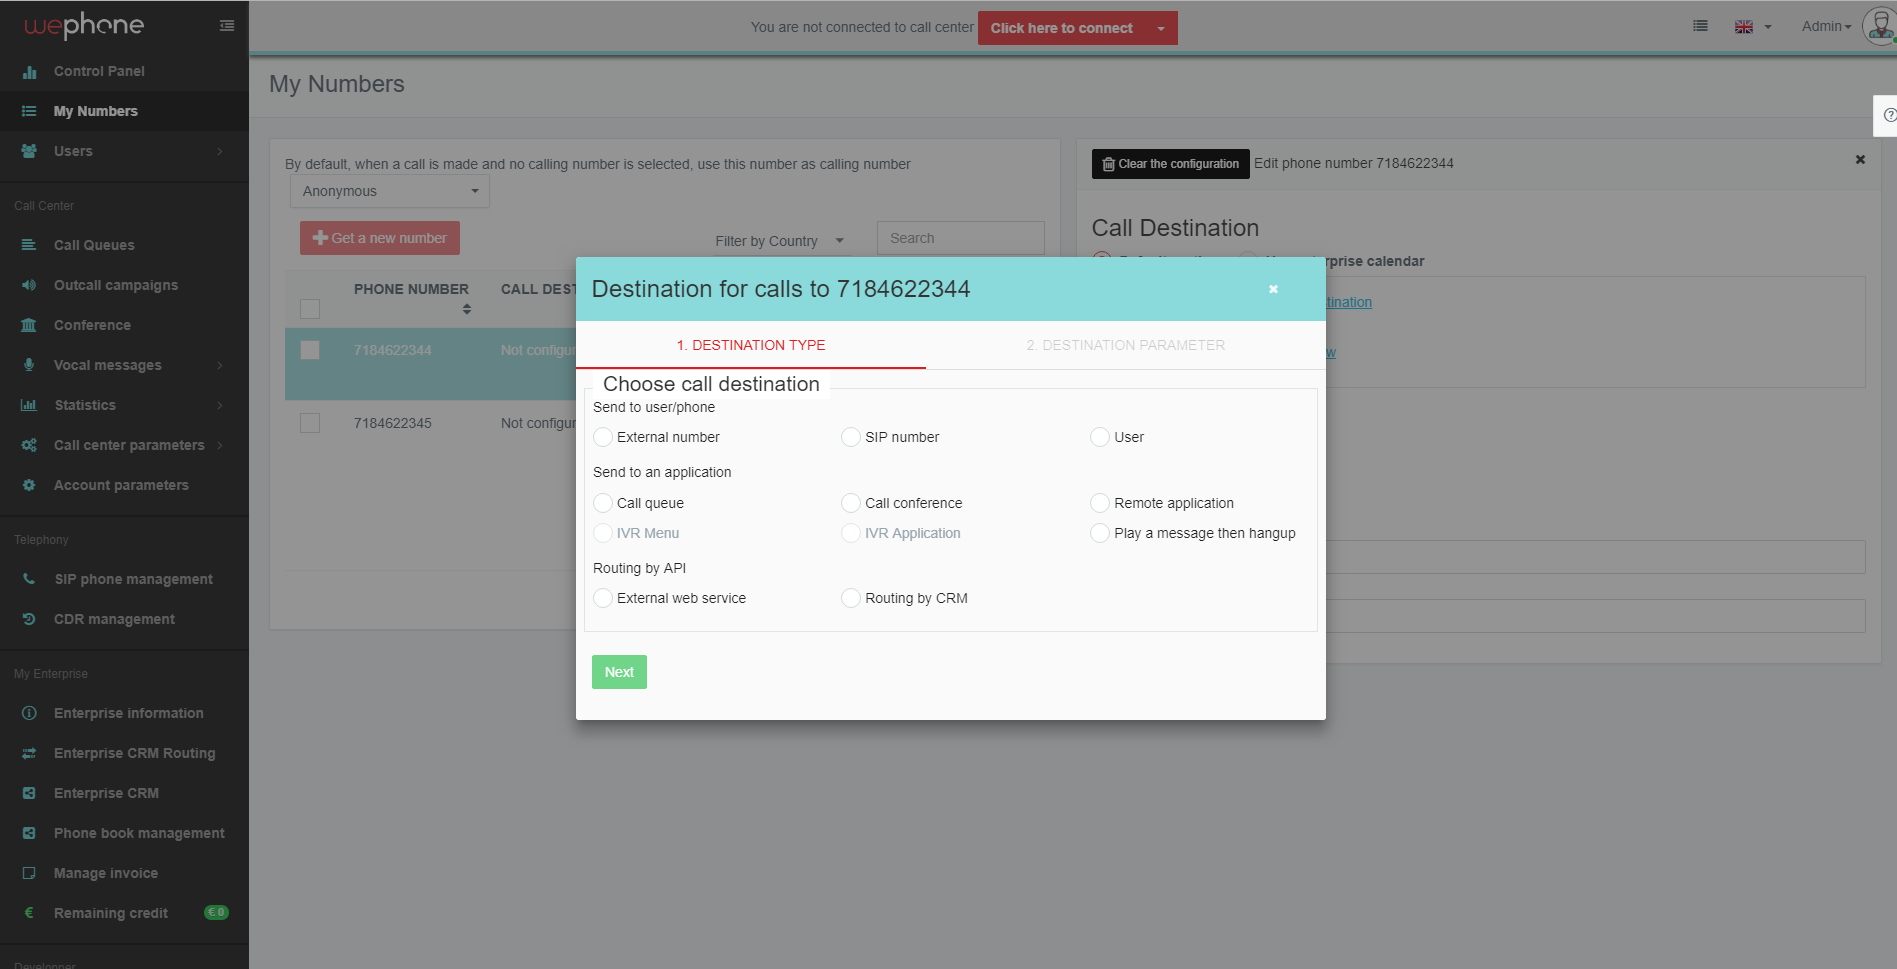 wephone
Control Panel
My Numbers
Users
Call Center
Call Queues
Outcall campaigns
Conference
Vocal messages
Statistics
Call center parameters
Account parameters
Telephony
SIP phone management
CDR management
My Enterprise
Enterprise information
Enterprise CRM Routing
Enterprise CRM
Phone book management
Manage invoice
Remaining credit € 0
You are not connected to call center Click here to connect
Admin
My Numbers
By default, when a call is made and no calling number is selected, use this number as calling number
Anonymous
Get a new number
Filter by Country
Search
PHONE NUMBER CALL DEST
7184622344 Not configur
7184622345 Not configur
Clear the configuration Edit phone number 7184622344
Call Destination
rprise calendar
tination
w
Destination for calls to 7184622344
1. DESTINATION TYPE 2. DESTINATION PARAMETER
Choose call destination
Send to user/phone
External number SIP number User
Send to an application
Call queue Call conference Remote application
IVR Menu IVR Application Play a message then hangup
Routing by API
External web service Routing by CRM
Next